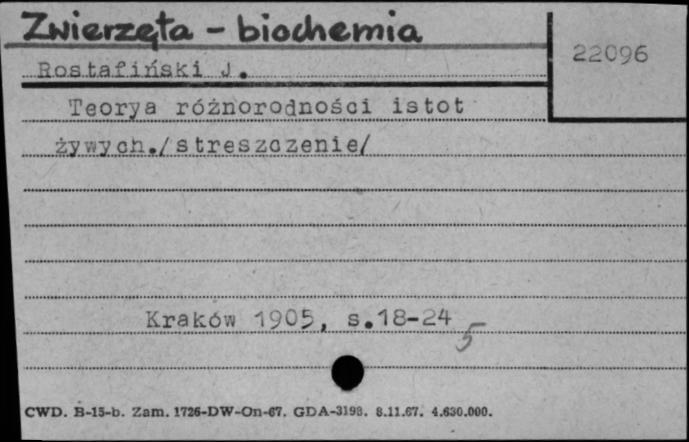 Zwierzęta - biochemia
22096
Rostafiński J.
Teorya różnorodności istot
żywych./streszczenie/
Kraków 1905, s.18-24
5
CWD. B-15-b. Zam. 1726-DW-On-67. GDA-3198. 8.11.67. 4.630.000.